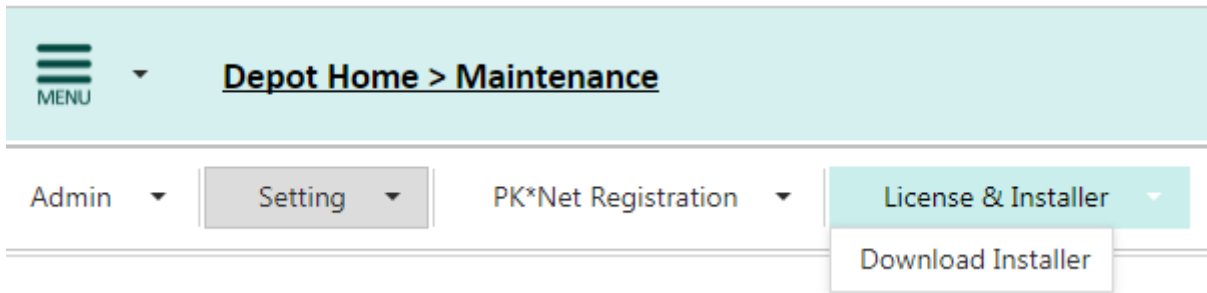 MENU
Depot Home > Maintenance
Admin Setting PK*Net Registration License & Installer
Download Installer